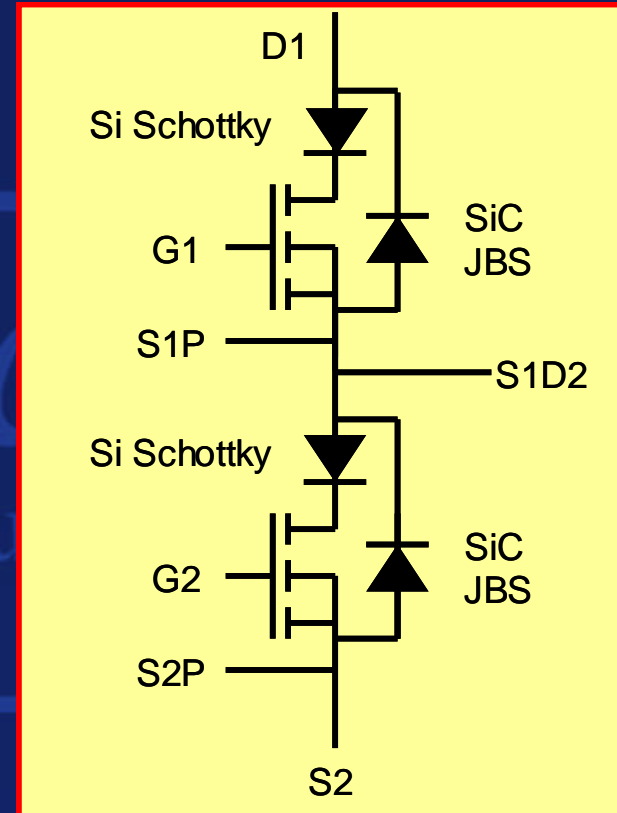 D1
Si Schottky
G1
SiC
JBS
S1P
S1D2
Si Schottky
G2
SiC
JBS
S2P
S2